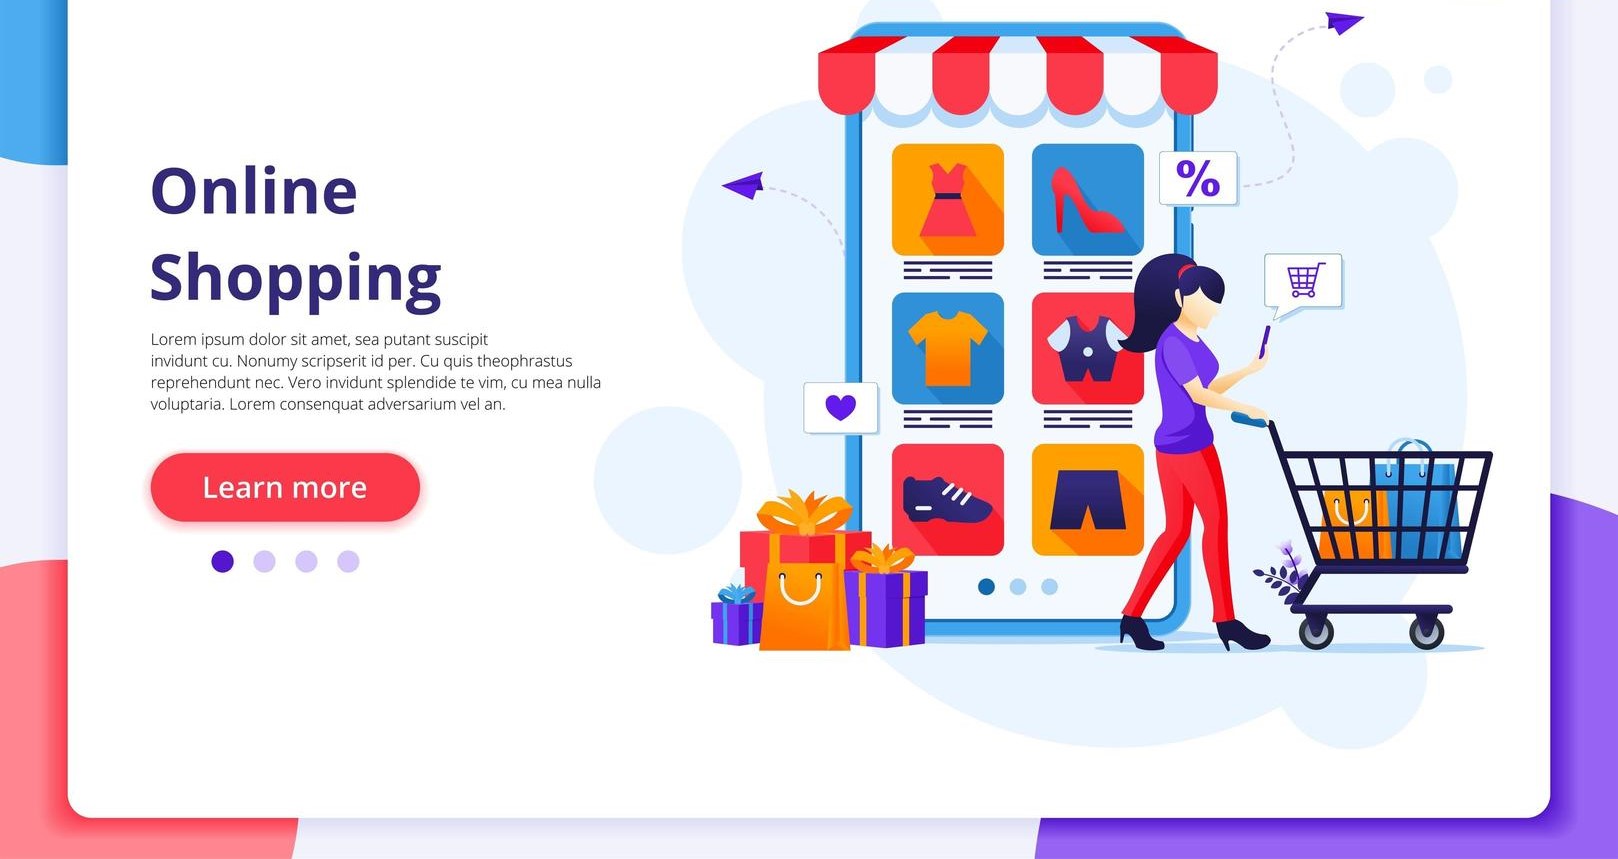 Online
Shopping
Lorem ipsum dolor sit amet, sea putant suscipit
invidunt cu. Nonumy scripserit id per. Cu quis theophrastus
reprehendunt nec. Vero invidunt splendide te vim, cu mea nulla
voluptaria. Lorem consenquat adversarium vel an.
Learn more
%